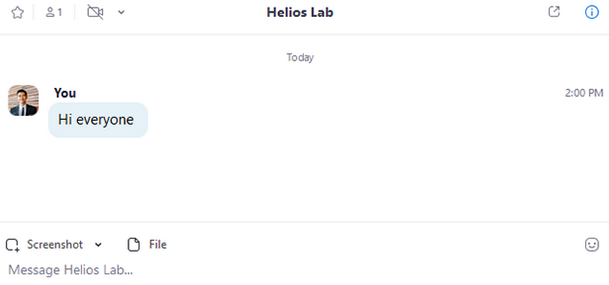 1
Helios Lab
Today
You
2:00 PM
Hi everyone
Screenshot
File
Message Helios Lab...